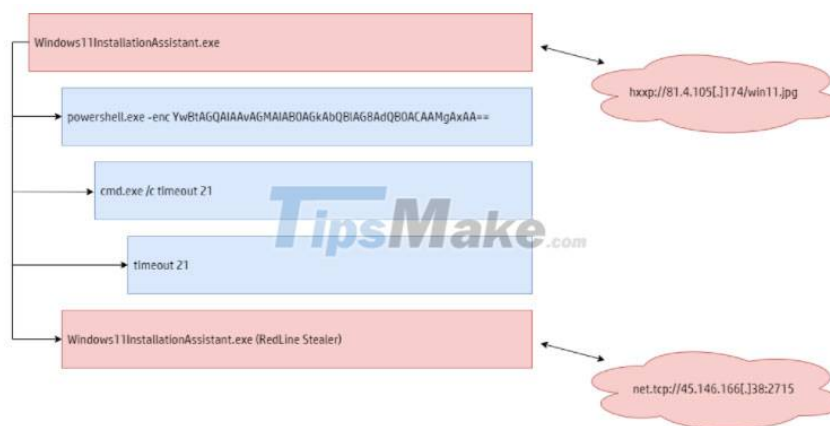 Windows11InstallationAssistant.exe
hxxp://81.4.105[.]174/win11.jpg
powershell.exe -enc YwBtAGQAIAAvAGMAIAB0AGkAbQBlAG8AdQB0ACAAMgAxAA==
cmd.exe /c timeout 21
TipsMake.com
timeout 21
Windows11InstallationAssistant.exe (RedLine Stealer)
net.tcp://45.146.166[.]38:2715